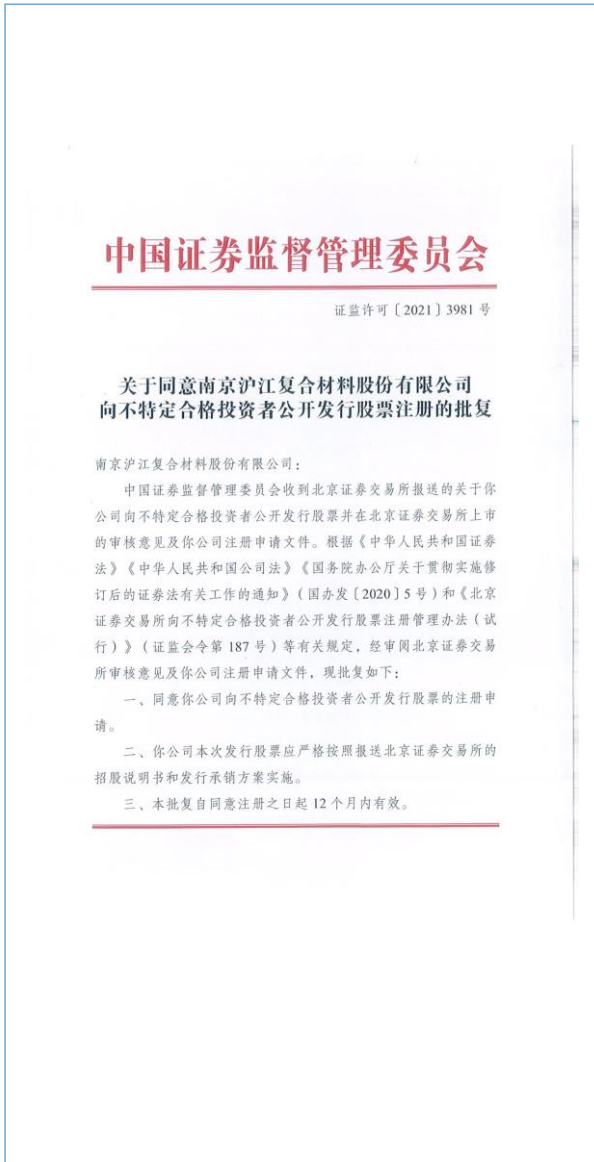 中国证券监督管理委员会
证监许可〔2021〕3981 号
关于同意南京沪江复合材料股份有限公司
向不特定合格投资者公开发行股票注册的批复
南京沪江复合材料股份有限公司：
中国证券监督管理委员会收到北京证券交易所报送的关于你
公司向不特定合格投资者公开发行股票并在北京证券交易所上市
的审核意见及你公司注册申请文件。根据《中华人民共和国证券
法》《中华人民共和国公司法》《国务院办公厅关于贯彻实施修
订后的证券法有关工作的通知》（国办发〔2020〕5 号）和《北京
证券交易所向不特定合格投资者公开发行股票注册管理办法（试
行）》（证监会令第 187 号）等有关规定，经审阅北京证券交易
所审核意见及你公司注册申请文件，现批复如下：
一、同意你公司向不特定合格投资者公开发行股票的注册申
请。
二、你公司本次发行股票应严格按照报送北京证券交易所的
招股说明书和发行承销方案实施。
三、本批复自同意注册之日起 12 个月内有效。